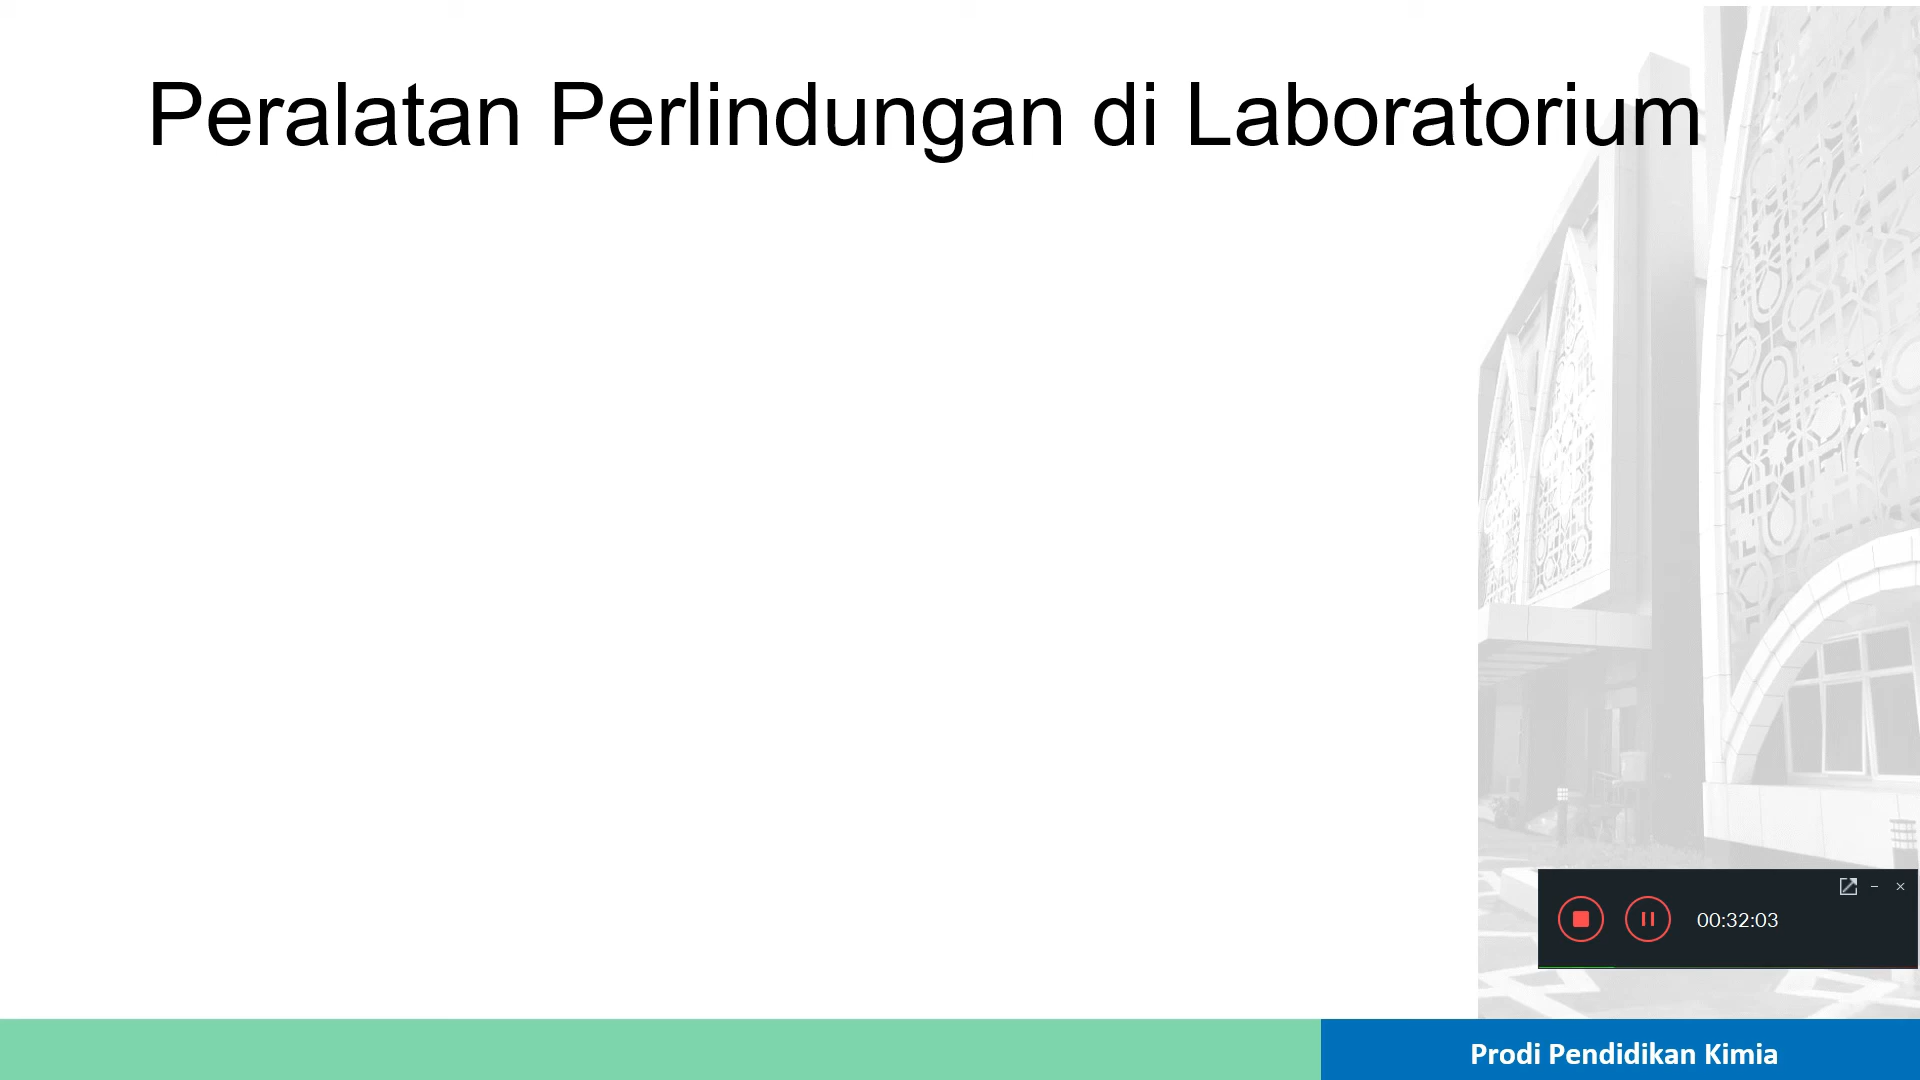 Peralatan Perlindungan di Laboratorium
00:32:03
Prodi Pendidikan Kimia